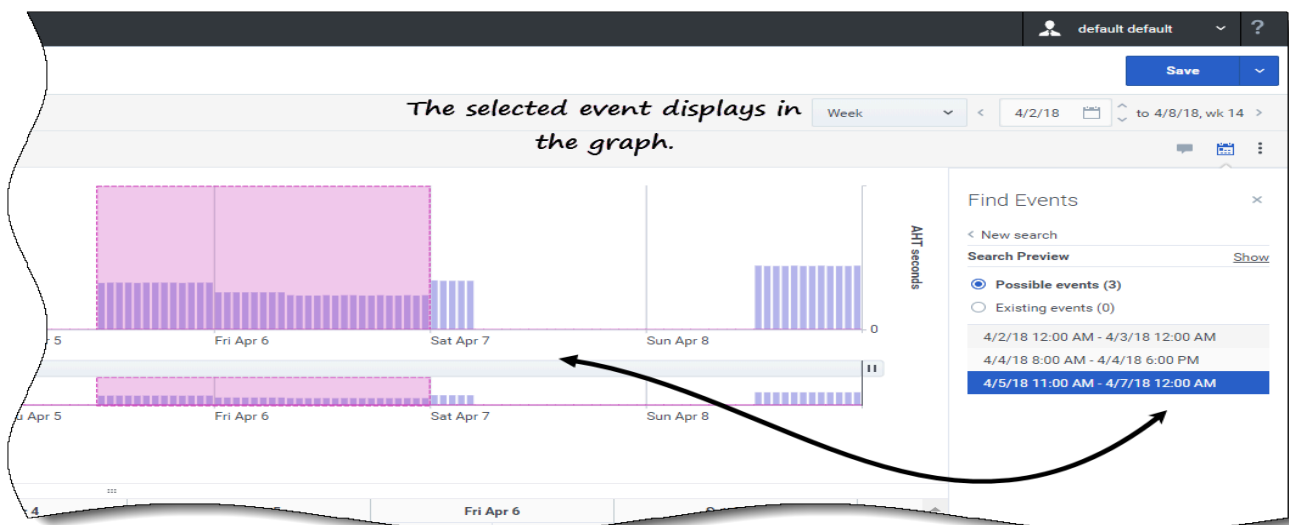 default default
?
Save
The selected event displays in
the graph.
Week
4/2/18
to 4/8/18, wk 14
Find Events
New search
Search Preview
Show
Possible events (3)
Existing events (0)
4/2/18 12:00 AM - 4/3/18 12:00 AM
4/4/18 8:00 AM - 4/4/18 6:00 PM
4/5/18 11:00 AM - 4/7/18 12:00 AM
AHT seconds
0
5
Fri Apr 6
Sat Apr 7
Sun Apr 8
Apr 5
Fri Apr 6
Sat Apr 7
Sun Apr 8
4
Fri Apr 6